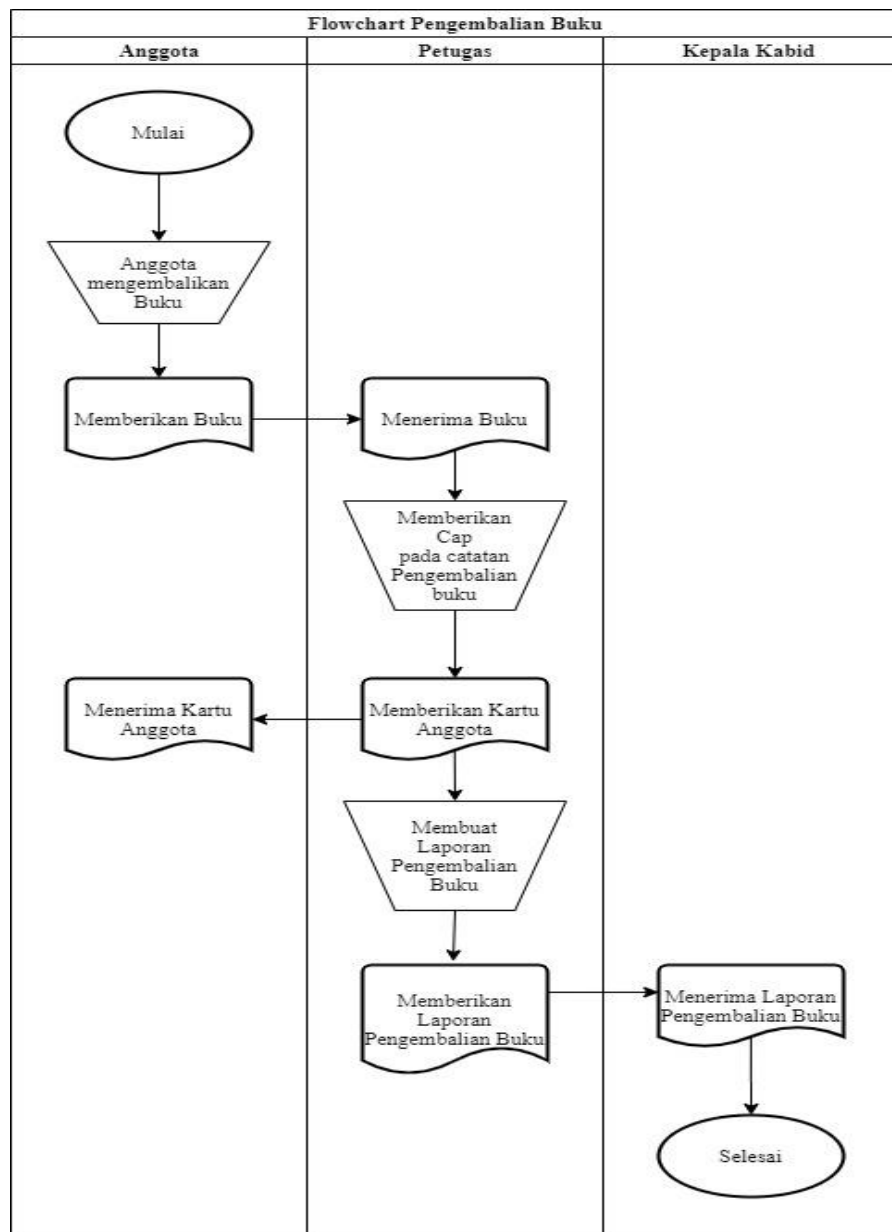 Flowchart Pengembalian Buku
Anggota
Petugas
Kepala Kabid
Mulai
Anggota
mengembalikan
Buku
Memberikan Buku
Menerima Buku
Memberikan
Cap
pada catatan
Pengembalian
buku
Menerima Kartu
Anggota
Memberikan Kartu
Anggota
Membuat
Laporan
Pengembalian
Buku
Memberikan
Laporan
Pengembalian Buku
Menerima Laporan
Pengembalian Buku
Selesai